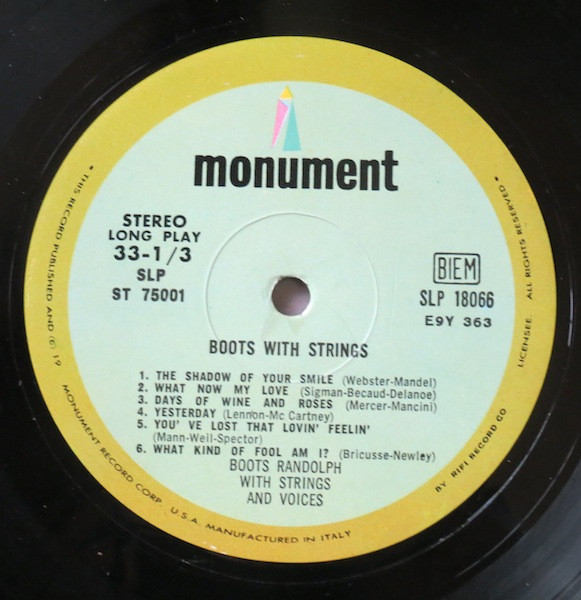 monument
STEREO
LONG PLAY
33-1/3
SLP
ST 75001
BIEM
SLP 18066
E9Y 363
BOOTS WITH STRINGS
1. THE SHADOW OF YOUR SMILE (Webster-Mandel)
2. WHAT NOW MY LOVE (Sigman-Becaud-Delanoe)
3. DAYS OF WINE AND ROSES (Mercer-Mancini)
4. YESTERDAY (Lennon-Mc Cartney)
5. YOU' VE LOST THAT LOVIN' FEELIN'
(Mann-Weil-Spector)
6. WHAT KIND OF FOOL AM I? (Bricusse-Newley)
BOOTS RANDOLPH
WITH STRINGS
AND VOICES
• THIS RECORD PUBLISHED AND Ⓒ 19 MONUMENT RECORD CORP. U.S.A. MANUFACTURED IN ITALY BY RIFI RECORD CO LICENSEE. ALL RIGHTS RESERVED •